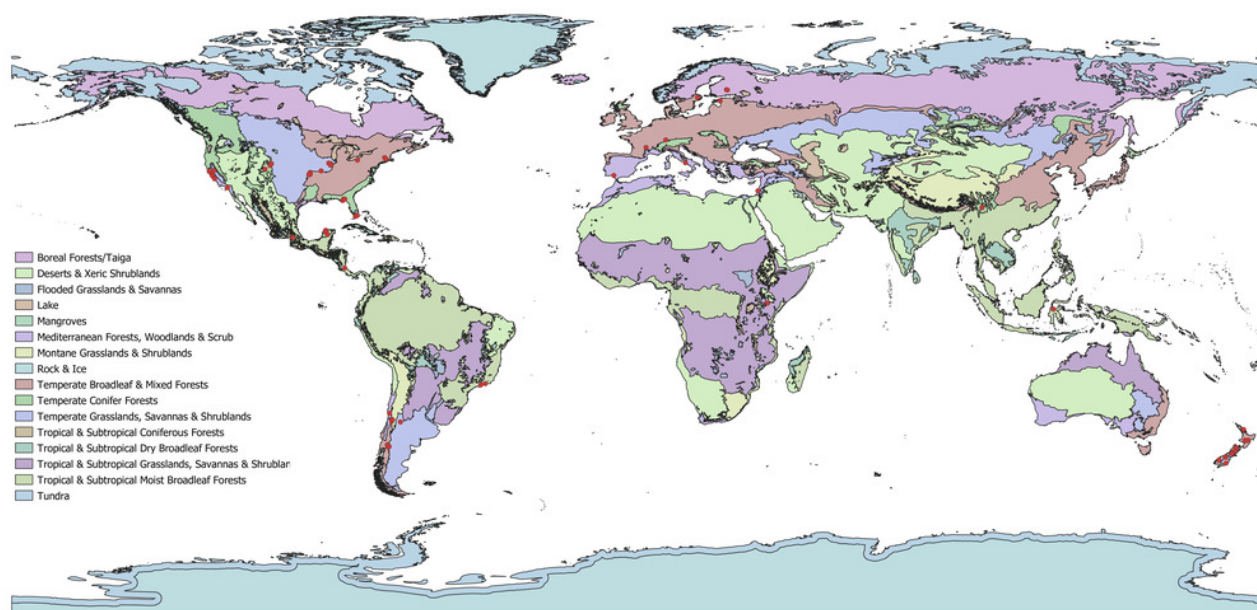 Boreal Forests/Taiga
Deserts & Xeric Shrublands
Flooded Grasslands & Savannas
Lake
Mangroves
Mediterranean Forests, Woodlands & Scrub
Montane Grasslands & Shrublands
Rock & Ice
Temperate Broadleaf & Mixed Forests
Temperate Conifer Forests
Temperate Grasslands, Savannas & Shrublands
Tropical & Subtropical Coniferous Forests
Tropical & Subtropical Dry Broadleaf Forests
Tropical & Subtropical Grasslands, Savannas & Shrublan
Tropical & Subtropical Moist Broadleaf Forests
Tundra